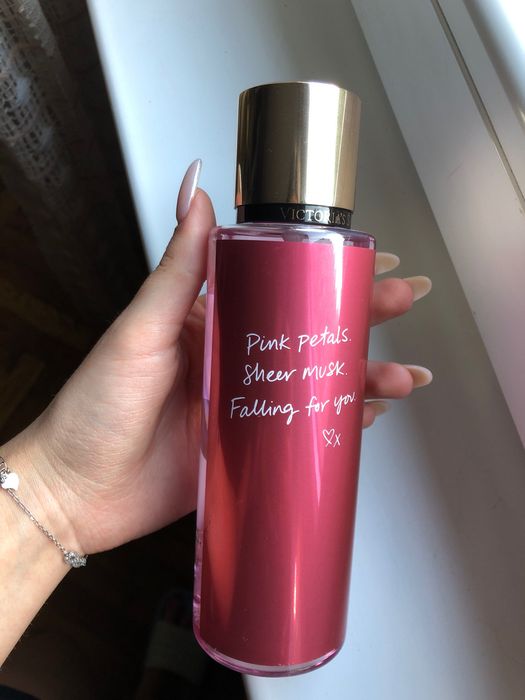 VICTORIA'S
Pink petals.
Sheer musk.
Falling for you.
♡x